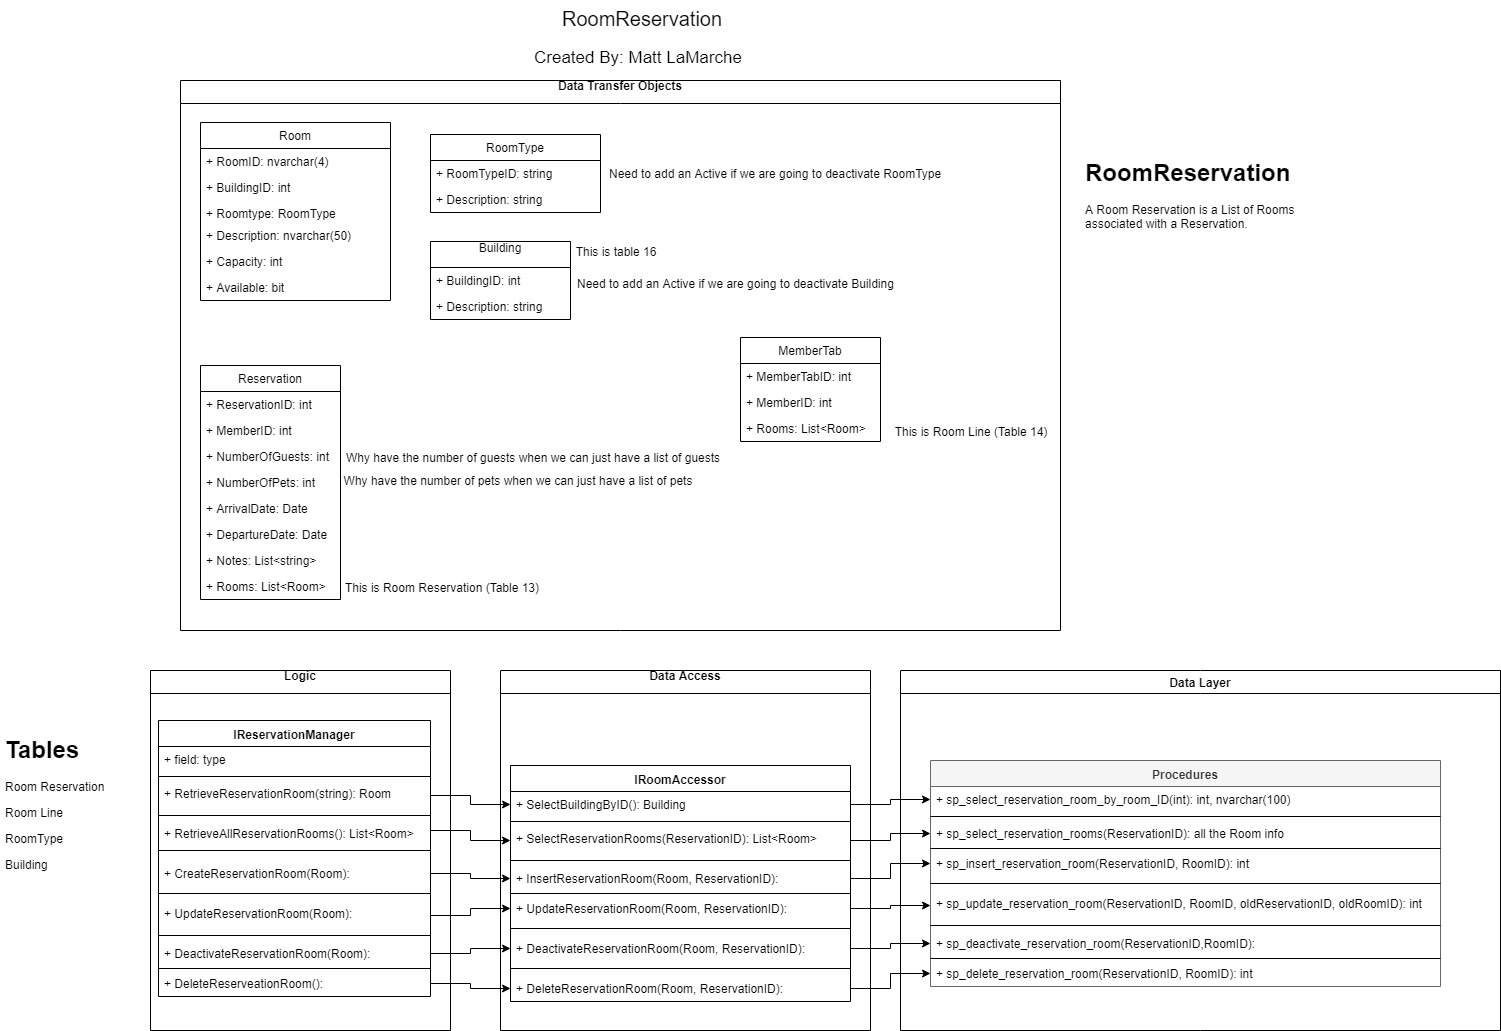 RoomReservation
Created By: Matt LaMarche
Data Transfer Objects
Room
+ RoomID: nvarchar(4)
+ BuildingID: int
+ Roomtype: RoomType
+ Description: nvarchar(50)
+ Capacity: int
+ Available: bit
RoomType
+ RoomTypeID: string
+ Description: string
Need to add an Active if we are going to deactivate RoomType
Building
+ BuildingID: int
+ Description: string
This is table 16
Need to add an Active if we are going to deactivate Building
RoomReservation
A Room Reservation is a List of Rooms
associated with a Reservation.
MemberTab
+ MemberTabID: int
+ MemberID: int
+ Rooms: List<Room>
This is Room Line (Table 14)
Reservation
+ ReservationID: int
+ MemberID: int
+ NumberOfGuests: int
Why have the number of guests when we can just have a list of guests
+ NumberOfPets: int
Why have the number of pets when we can just have a list of pets
+ ArrivalDate: Date
+ DepartureDate: Date
+ Notes: List<string>
+ Rooms: List<Room>
This is Room Reservation (Table 13)
Tables
Room Reservation
Room Line
RoomType
Building
Logic
IReservationManager
+ field: type
+ RetrieveReservationRoom(string): Room
+ RetrieveAllReservationRooms(): List<Room>
+ CreateReservationRoom(Room):
+ UpdateReservationRoom(Room):
+ DeactivateReservationRoom(Room):
+ DeleteReserveationRoom():
Data Access
IRoomAccessor
+ SelectBuildingByID(): Building
+ SelectReservationRooms(ReservationID): List<Room>
+ InsertReservationRoom(Room, ReservationID):
+ UpdateReservationRoom(Room, ReservationID):
+ DeactivateReservationRoom(Room, ReservationID):
+ DeleteReservationRoom(Room, ReservationID):
Data Layer
Procedures
+ sp_select_reservation_room_by_room_ID(int): int, nvarchar(100)
+ sp_select_reservation_rooms(ReservationID): all the Room info
+ sp_insert_reservation_room(ReservationID, RoomID): int
+ sp_update_reservation_room(ReservationID, RoomID, oldReservationID, oldRoomID): int
+ sp_deactivate_reservation_room(ReservationID,RoomID):
+ sp_delete_reservation_room(ReservationID, RoomID): int